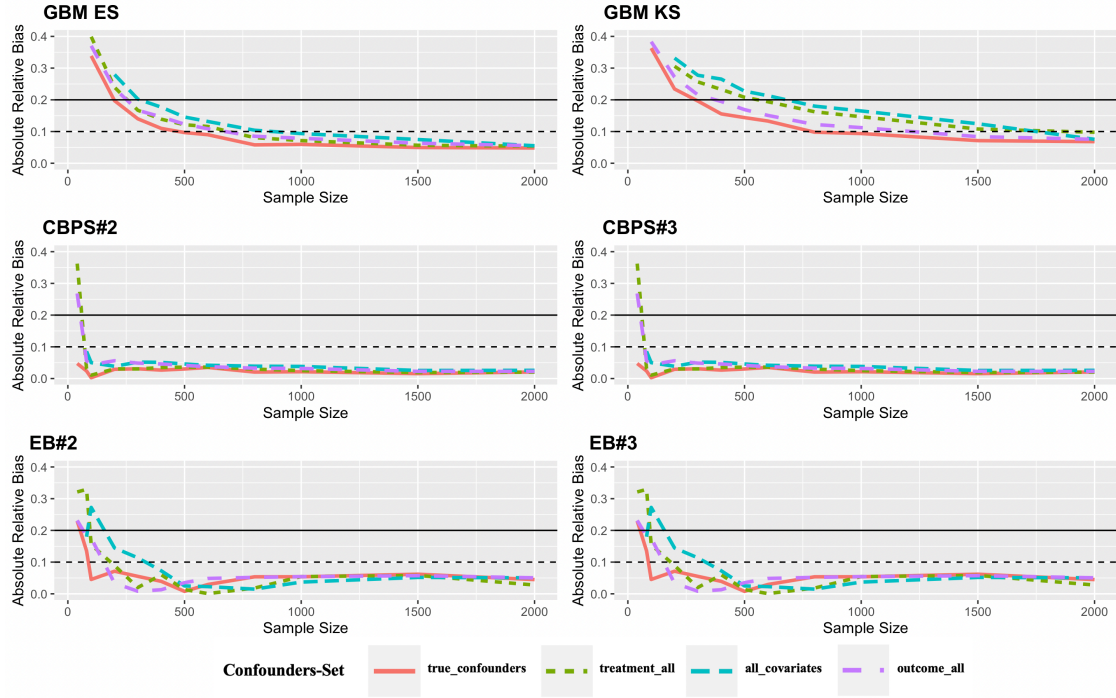 GBM ES
Absolute Relative Bias
0.4
0.3
0.2
0.1
0.0
0
500
1000
1500
2000
Sample Size
GBM KS
Absolute Relative Bias
0.4
0.3
0.2
0.1
0.0
0
500
1000
1500
2000
Sample Size
CBPS#2
Absolute Relative Bias
0.4
0.3
0.2
0.1
0.0
0
500
1000
1500
2000
Sample Size
CBPS#3
Absolute Relative Bias
0.4
0.3
0.2
0.1
0.0
0
500
1000
1500
2000
Sample Size
EB#2
Absolute Relative Bias
0.4
0.3
0.2
0.1
0.0
0
500
1000
1500
2000
Sample Size
EB#3
Absolute Relative Bias
0.4
0.3
0.2
0.1
0.0
0
500
1000
1500
2000
Sample Size
Confounders-Set
true_confounders
treatment_all
all_covariates
outcome_all